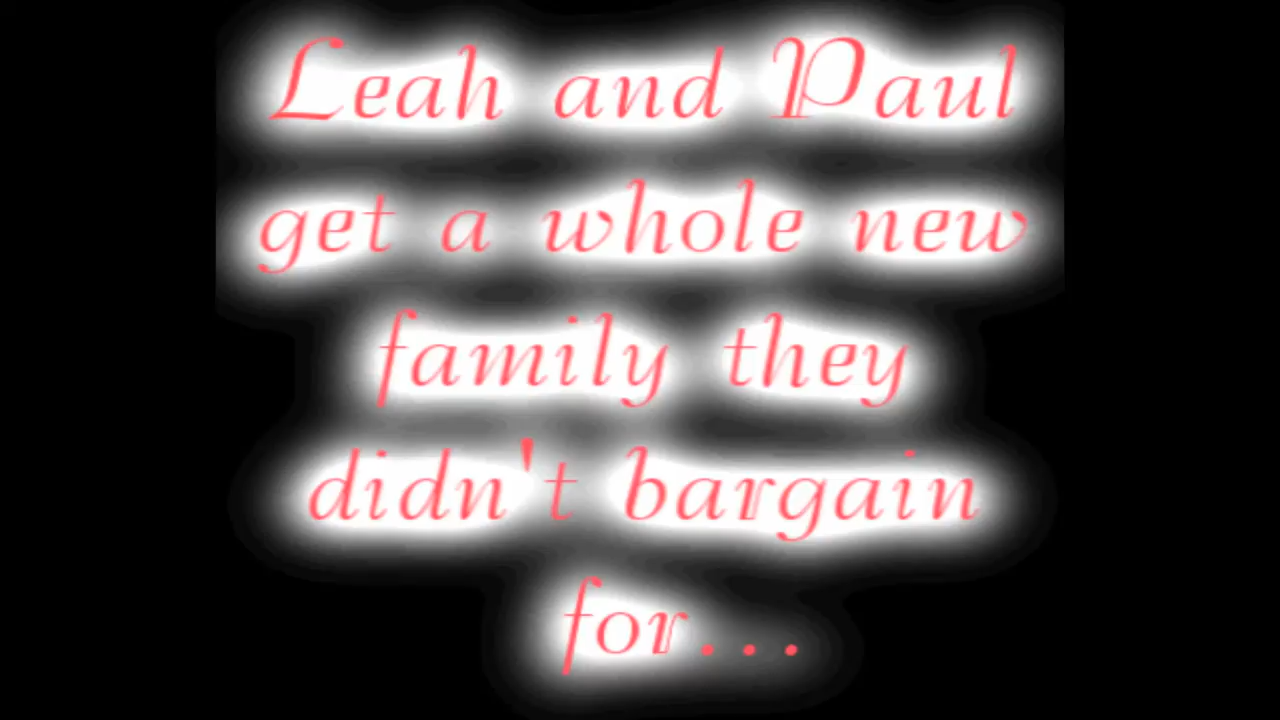 Leah and Paul
get a whole new
family they
didn't bargain
for...